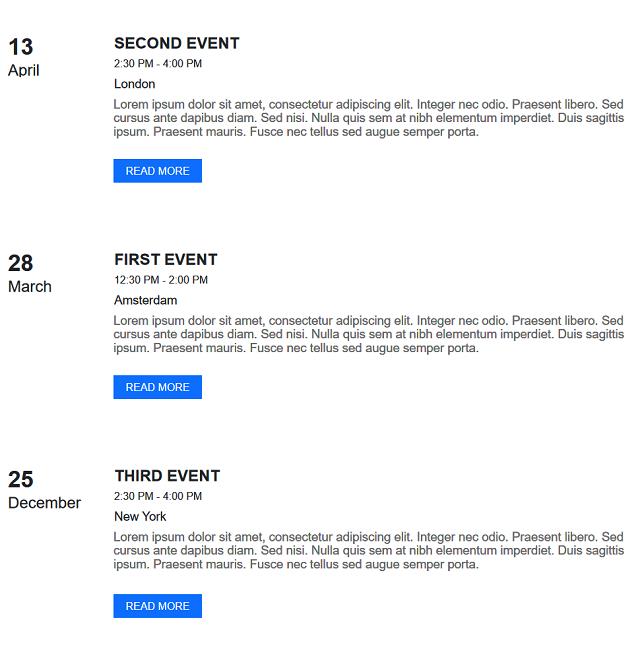 13
April
SECOND EVENT
2:30 PM - 4:00 PM
London
Lorem ipsum dolor sit amet, consectetur adipiscing elit. Integer nec odio. Praesent libero. Sed
cursus ante dapibus diam. Sed nisi. Nulla quis sem at nibh elementum imperdiet. Duis sagittis
ipsum. Praesent mauris. Fusce nec tellus sed augue semper porta.
READ MORE
28
March
FIRST EVENT
12:30 PM - 2:00 PM
Amsterdam
Lorem ipsum dolor sit amet, consectetur adipiscing elit. Integer nec odio. Praesent libero. Sed
cursus ante dapibus diam. Sed nisi. Nulla quis sem at nibh elementum imperdiet. Duis sagittis
ipsum. Praesent mauris. Fusce nec tellus sed augue semper porta.
READ MORE
25
December
THIRD EVENT
2:30 PM - 4:00 PM
New York
Lorem ipsum dolor sit amet, consectetur adipiscing elit. Integer nec odio. Praesent libero. Sed
cursus ante dapibus diam. Sed nisi. Nulla quis sem at nibh elementum imperdiet. Duis sagittis
ipsum. Praesent mauris. Fusce nec tellus sed augue semper porta.
READ MORE